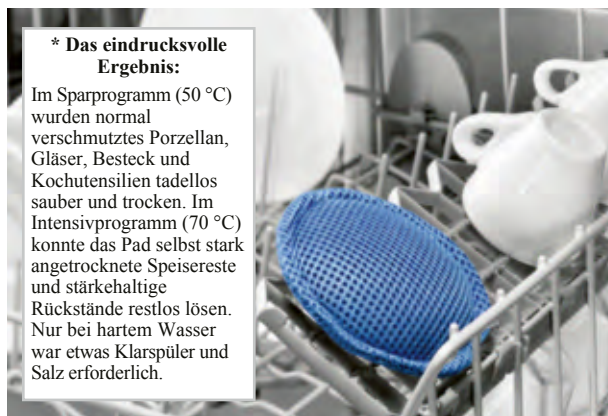 * Das eindrucksvolle
Ergebnis:
Im Sparprogramm (50 °C)
wurden normal
verschmutztes Porzellan,
Gläser, Besteck und
Kochutensilien tadellos
sauber und trocken. Im
Intensivprogramm (70 °C)
konnte das Pad selbst stark
angetrocknete Speisereste
und stärkehaltige
Rückstände restlos lösen.
Nur bei hartem Wasser
war etwas Klarspüler und
Salz erforderlich.